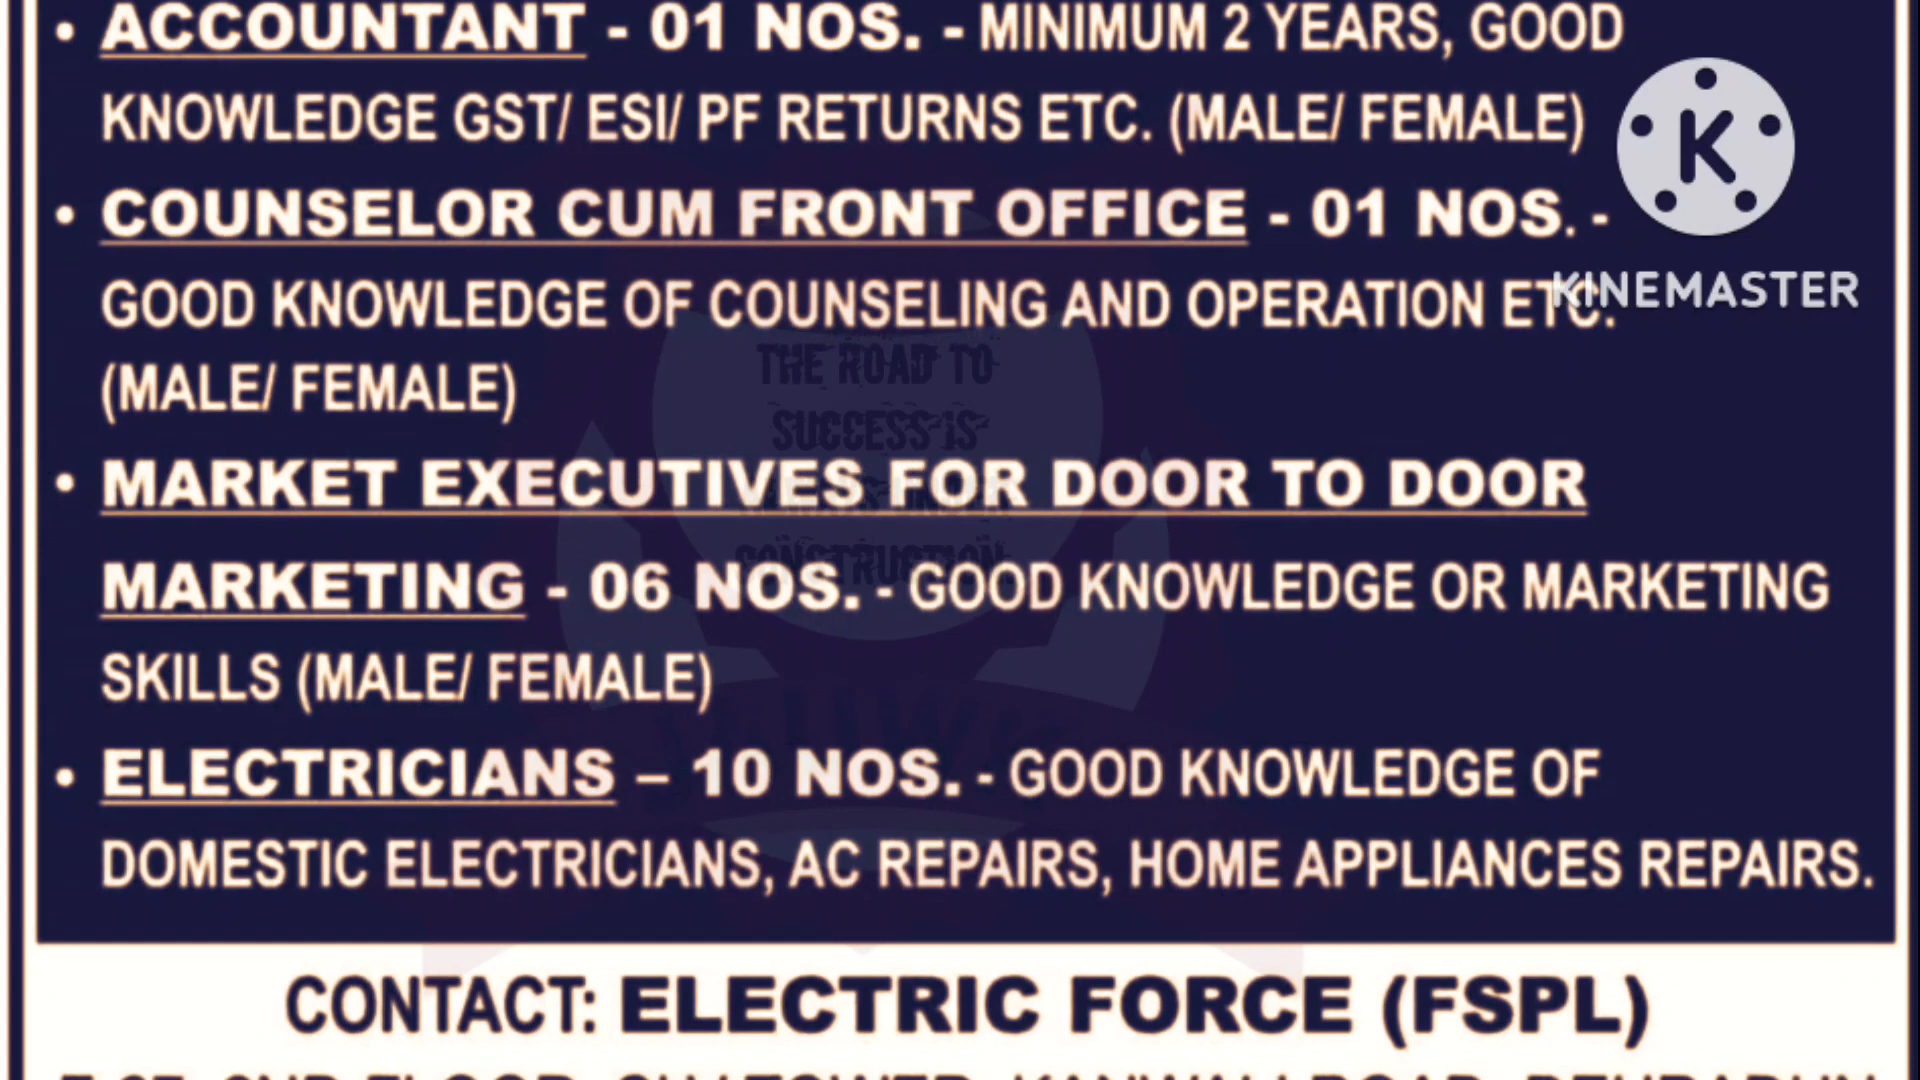 • ACCOUNTANT - 01 NOS. - MINIMUM 2 YEARS, GOOD
KNOWLEDGE GST/ ESI/ PF RETURNS ETC. (MALE/ FEMALE)
K
KINEMASTER
• COUNSELOR CUM FRONT OFFICE - 01 NOS. -
GOOD KNOWLEDGE OF COUNSELING AND OPERATION ETC.
(MALE/ FEMALE)
THE ROAD TO
SUCCESS IS
CONSTRUCTION
• MARKET EXECUTIVES FOR DOOR TO DOOR
MARKETING - 06 NOS. - GOOD KNOWLEDGE OR MARKETING
SKILLS (MALE/ FEMALE)
• ELECTRICIANS – 10 NOS. - GOOD KNOWLEDGE OF
DOMESTIC ELECTRICIANS, AC REPAIRS, HOME APPLIANCES REPAIRS.
CONTACT: ELECTRIC FORCE (FSPL)